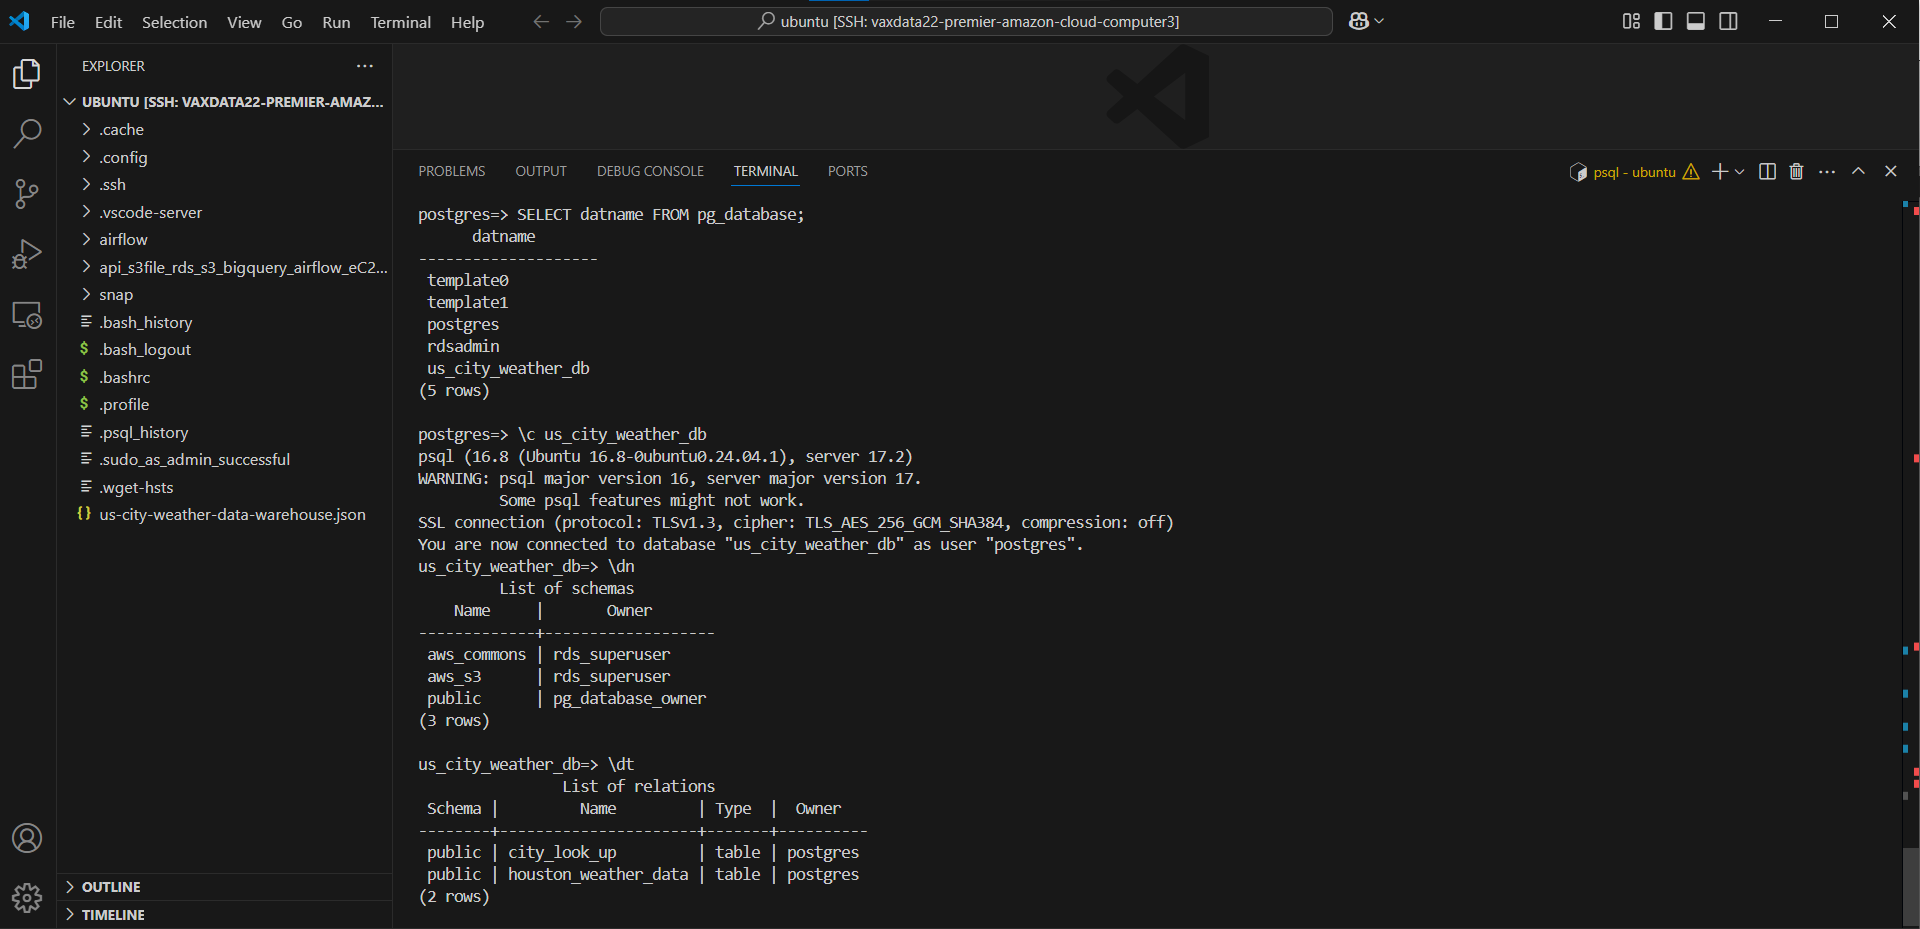 File Edit Selection View Go Run Terminal Help
ubuntu [SSH: vaxdata22-premier-amazon-cloud-computer3]
EXPLORER
UBUNTU [SSH: VAXDATA22-PREMIER-AMAZ...
.cache
.config
.ssh
.vscode-server
airflow
api_s3file_rds_s3_bigquery_airflow_eC2...
snap
.bash_history
.bash_logout
.bashrc
.profile
.psql_history
.sudo_as_admin_successful
.wget-hsts
us-city-weather-data-warehouse.json
OUTLINE
TIMELINE
PROBLEMS OUTPUT DEBUG CONSOLE TERMINAL PORTS
psql - ubuntu
postgres=> SELECT datname FROM pg_database;
datname
--------------------
template0
template1
postgres
rdsadmin
us_city_weather_db
(5 rows)
postgres=> \c us_city_weather_db
psql (16.8 (Ubuntu 16.8-0ubuntu0.24.04.1), server 17.2)
WARNING: psql major version 16, server major version 17.
Some psql features might not work.
SSL connection (protocol: TLSv1.3, cipher: TLS_AES_256_GCM_SHA384, compression: off)
You are now connected to database "us_city_weather_db" as user "postgres".
us_city_weather_db=> \dn
List of schemas
Name | Owner
-------------+-------------------
aws_commons | rds_superuser
aws_s3 | rds_superuser
public | pg_database_owner
(3 rows)
us_city_weather_db=> \dt
List of relations
Schema | Name | Type | Owner
--------+----------------------+-------+----------
public | city_look_up | table | postgres
public | houston_weather_data | table | postgres
(2 rows)